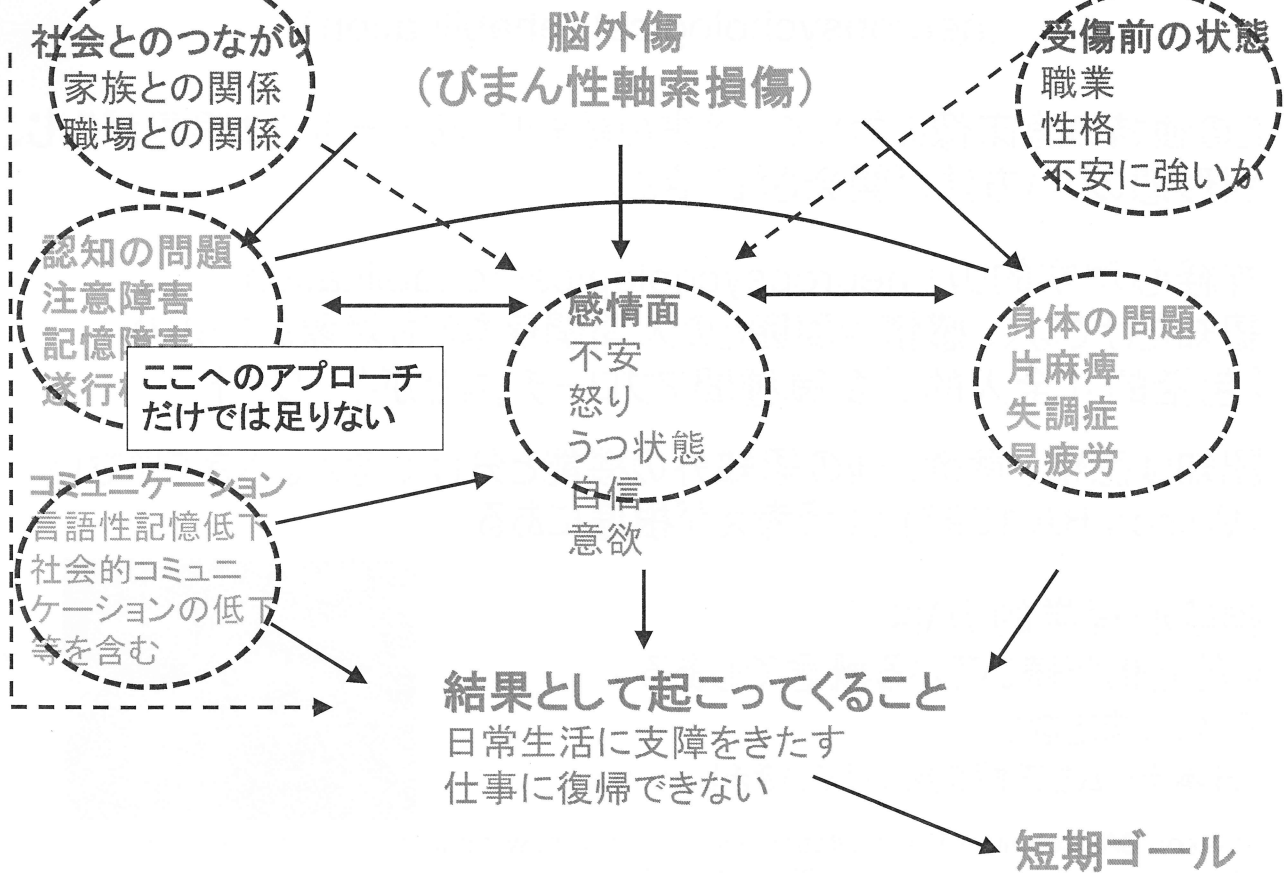 社会とのつながり
家族との関係
職場との関係
脳外傷
（びまん性軸索損傷）
受傷前の状態
職業
性格
不安に強いか
認知の問題
注意障害
記憶障害
遂行
ここへのアプローチ
だけでは足りない
感情面
不安
怒り
うつ状態
自信
意欲
身体の問題
片麻痺
失調症
易疲労
コミュニケーション
言語性記憶低下
社会的コミュニ
ケーションの低下
等を含む
結果として起こってくること
日常生活に支障をきたす
仕事に復帰できない
短期ゴール